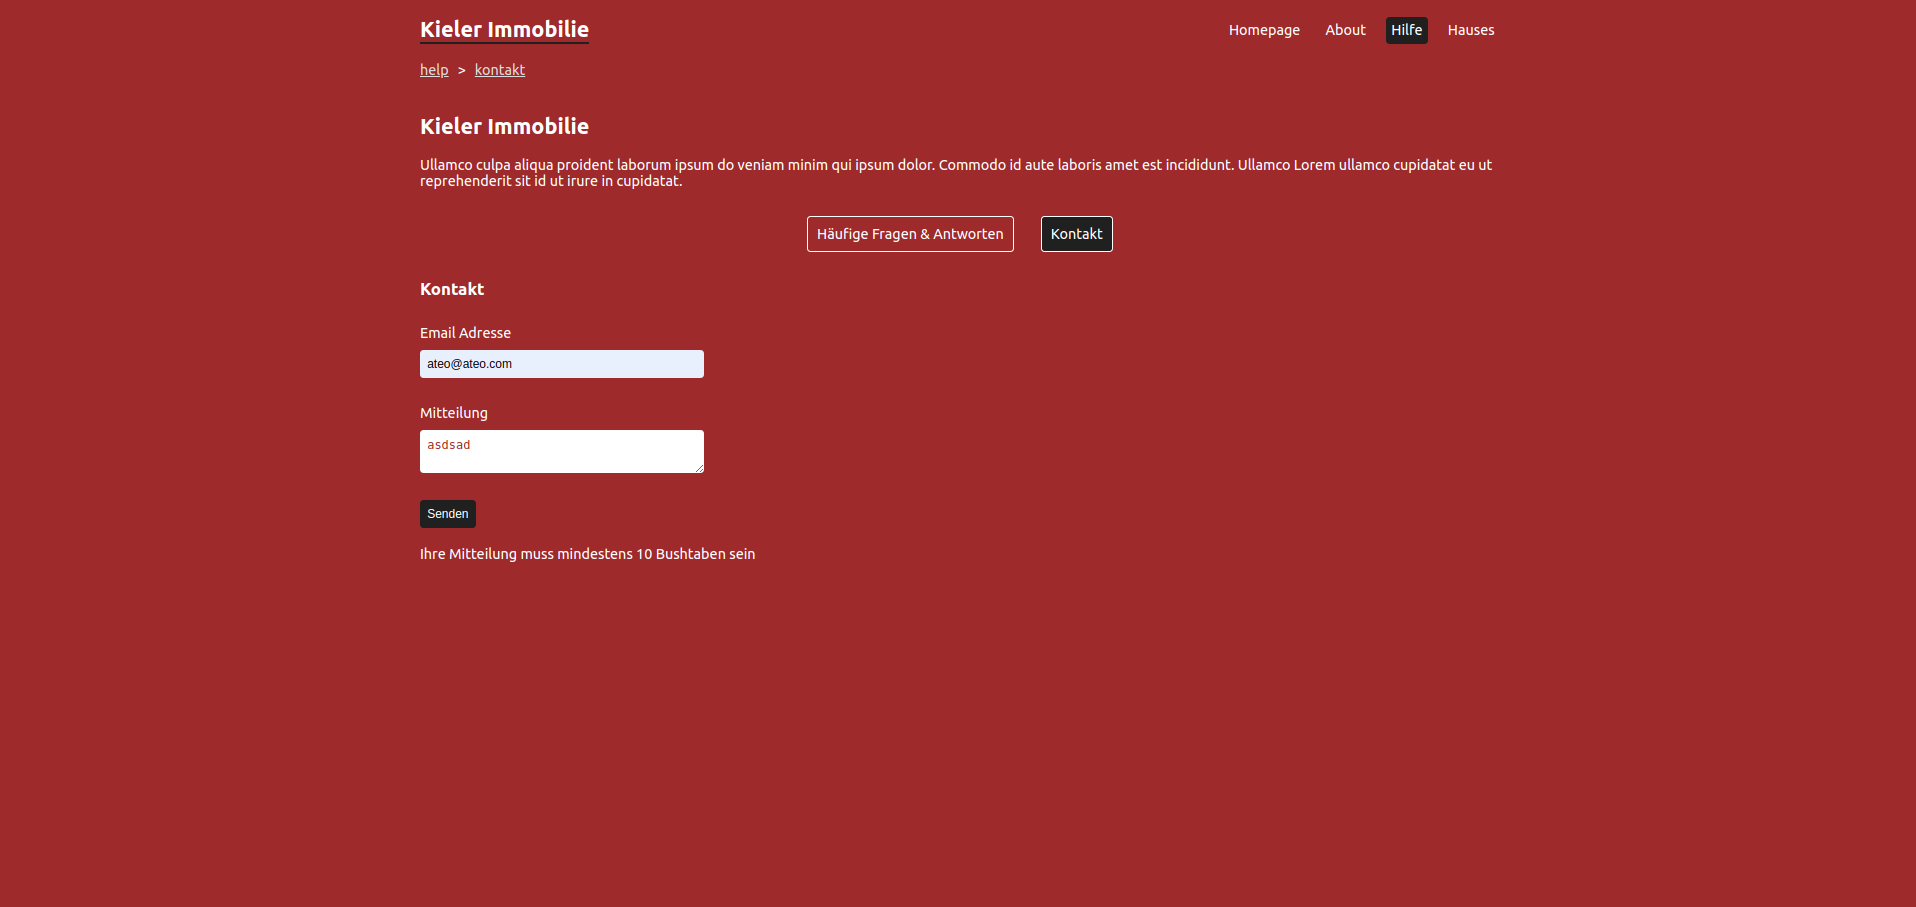 Kieler Immobilie
Homepage About Hilfe Hauses
help > kontakt
Kieler Immobilie
Ullamco culpa aliqua proident laborum ipsum do veniam minim qui ipsum dolor. Commodo id aute laboris amet est incididunt. Ullamco Lorem ullamco cupidatat eu ut
reprehenderit sit id ut irure in cupidatat.
Häufige Fragen & Antworten Kontakt
Kontakt
Email Adresse
ateo@ateo.com
Mitteilung
asdsad
Senden
Ihre Mitteilung muss mindestens 10 Bushtaben sein